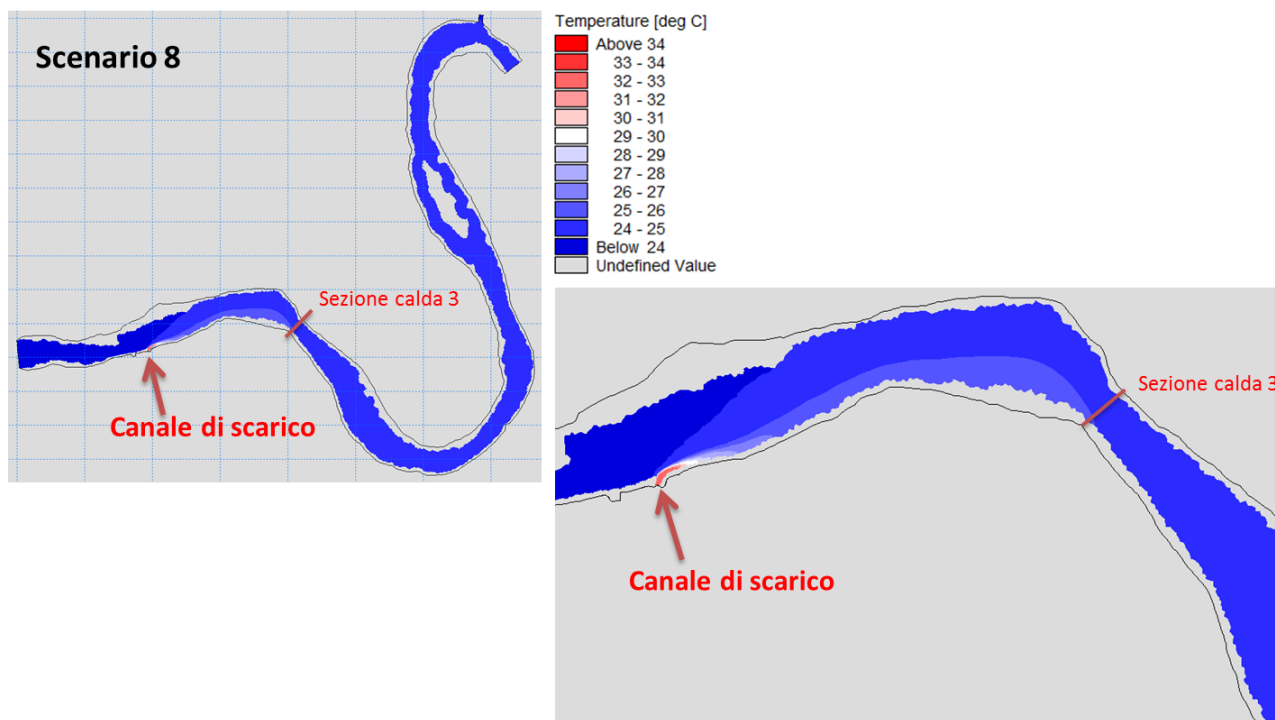 Scenario 8
Sezione calda 3
Canale di scarico
Temperature [deg C]
Above 34
33 - 34
32 - 33
31 - 32
30 - 31
29 - 30
28 - 29
27 - 28
26 - 27
25 - 26
24 - 25
Below 24
Undefined Value
Sezione calda 3
Canale di scarico